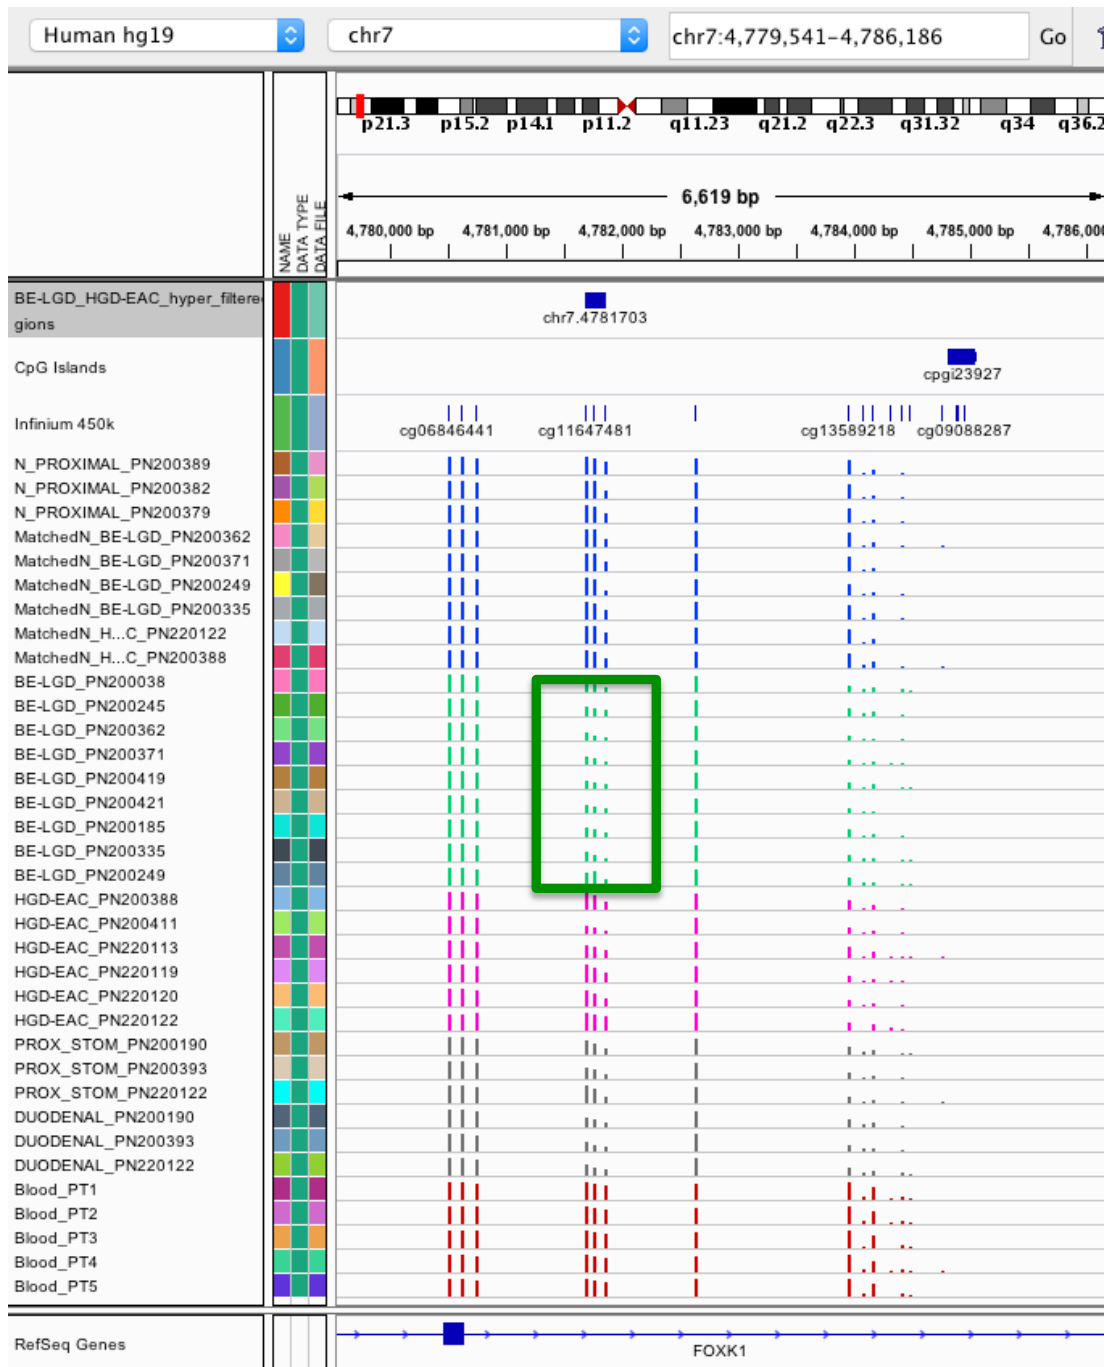 Human hg19 chr7 chr7:4,779,541-4,786,186 Go
p21.3 p15.2 p14.1 p11.2 q11.23 q21.2 q22.3 q31.32 q34 q36.2
6,619 bp
4,780,000 bp 4,781,000 bp 4,782,000 bp 4,783,000 bp 4,784,000 bp 4,785,000 bp 4,786,00
NAME
DATA TYPE
DATA FILE
BE-LGD_HGD-EAC_hyper_filtere
gions
chr7.4781703
CpG Islands
cpgi23927
Infinium 450k
cg06846441 cg11647481 cg13589218 cg09088287
N_PROXIMAL_PN200389
N_PROXIMAL_PN200382
N_PROXIMAL_PN200379
MatchedN_BE-LGD_PN200362
MatchedN_BE-LGD_PN200371
MatchedN_BE-LGD_PN200249
MatchedN_BE-LGD_PN200335
MatchedN_H...C_PN220122
MatchedN_H...C_PN200388
BE-LGD_PN200038
BE-LGD_PN200245
BE-LGD_PN200362
BE-LGD_PN200371
BE-LGD_PN200419
BE-LGD_PN200421
BE-LGD_PN200185
BE-LGD_PN200335
BE-LGD_PN200249
HGD-EAC_PN200388
HGD-EAC_PN200411
HGD-EAC_PN220113
HGD-EAC_PN220119
HGD-EAC_PN220120
HGD-EAC_PN220122
PROX_STOM_PN200190
PROX_STOM_PN200393
PROX_STOM_PN220122
DUODENAL_PN200190
DUODENAL_PN200393
DUODENAL_PN220122
Blood_PT1
Blood_PT2
Blood_PT3
Blood_PT4
Blood_PT5
RefSeq Genes
FOXK1